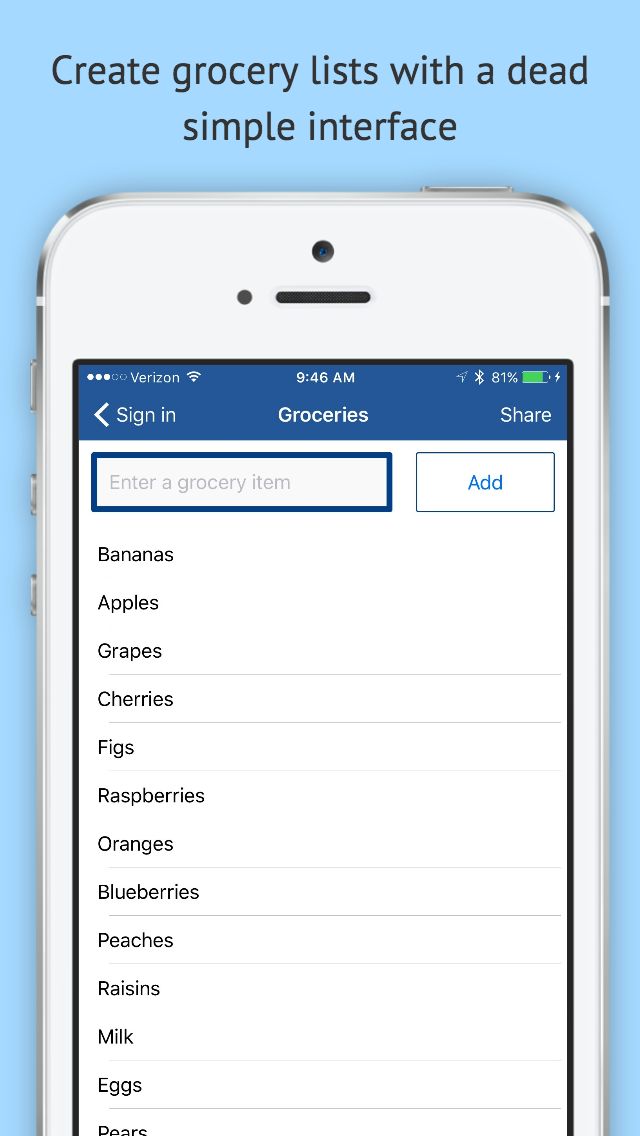 Create grocery lists with a dead
simple interface
Verizon 9:46 AM 81%
Sign in Groceries Share
Enter a grocery item Add
Bananas
Apples
Grapes
Cherries
Figs
Raspberries
Oranges
Blueberries
Peaches
Raisins
Milk
Eggs
Pears